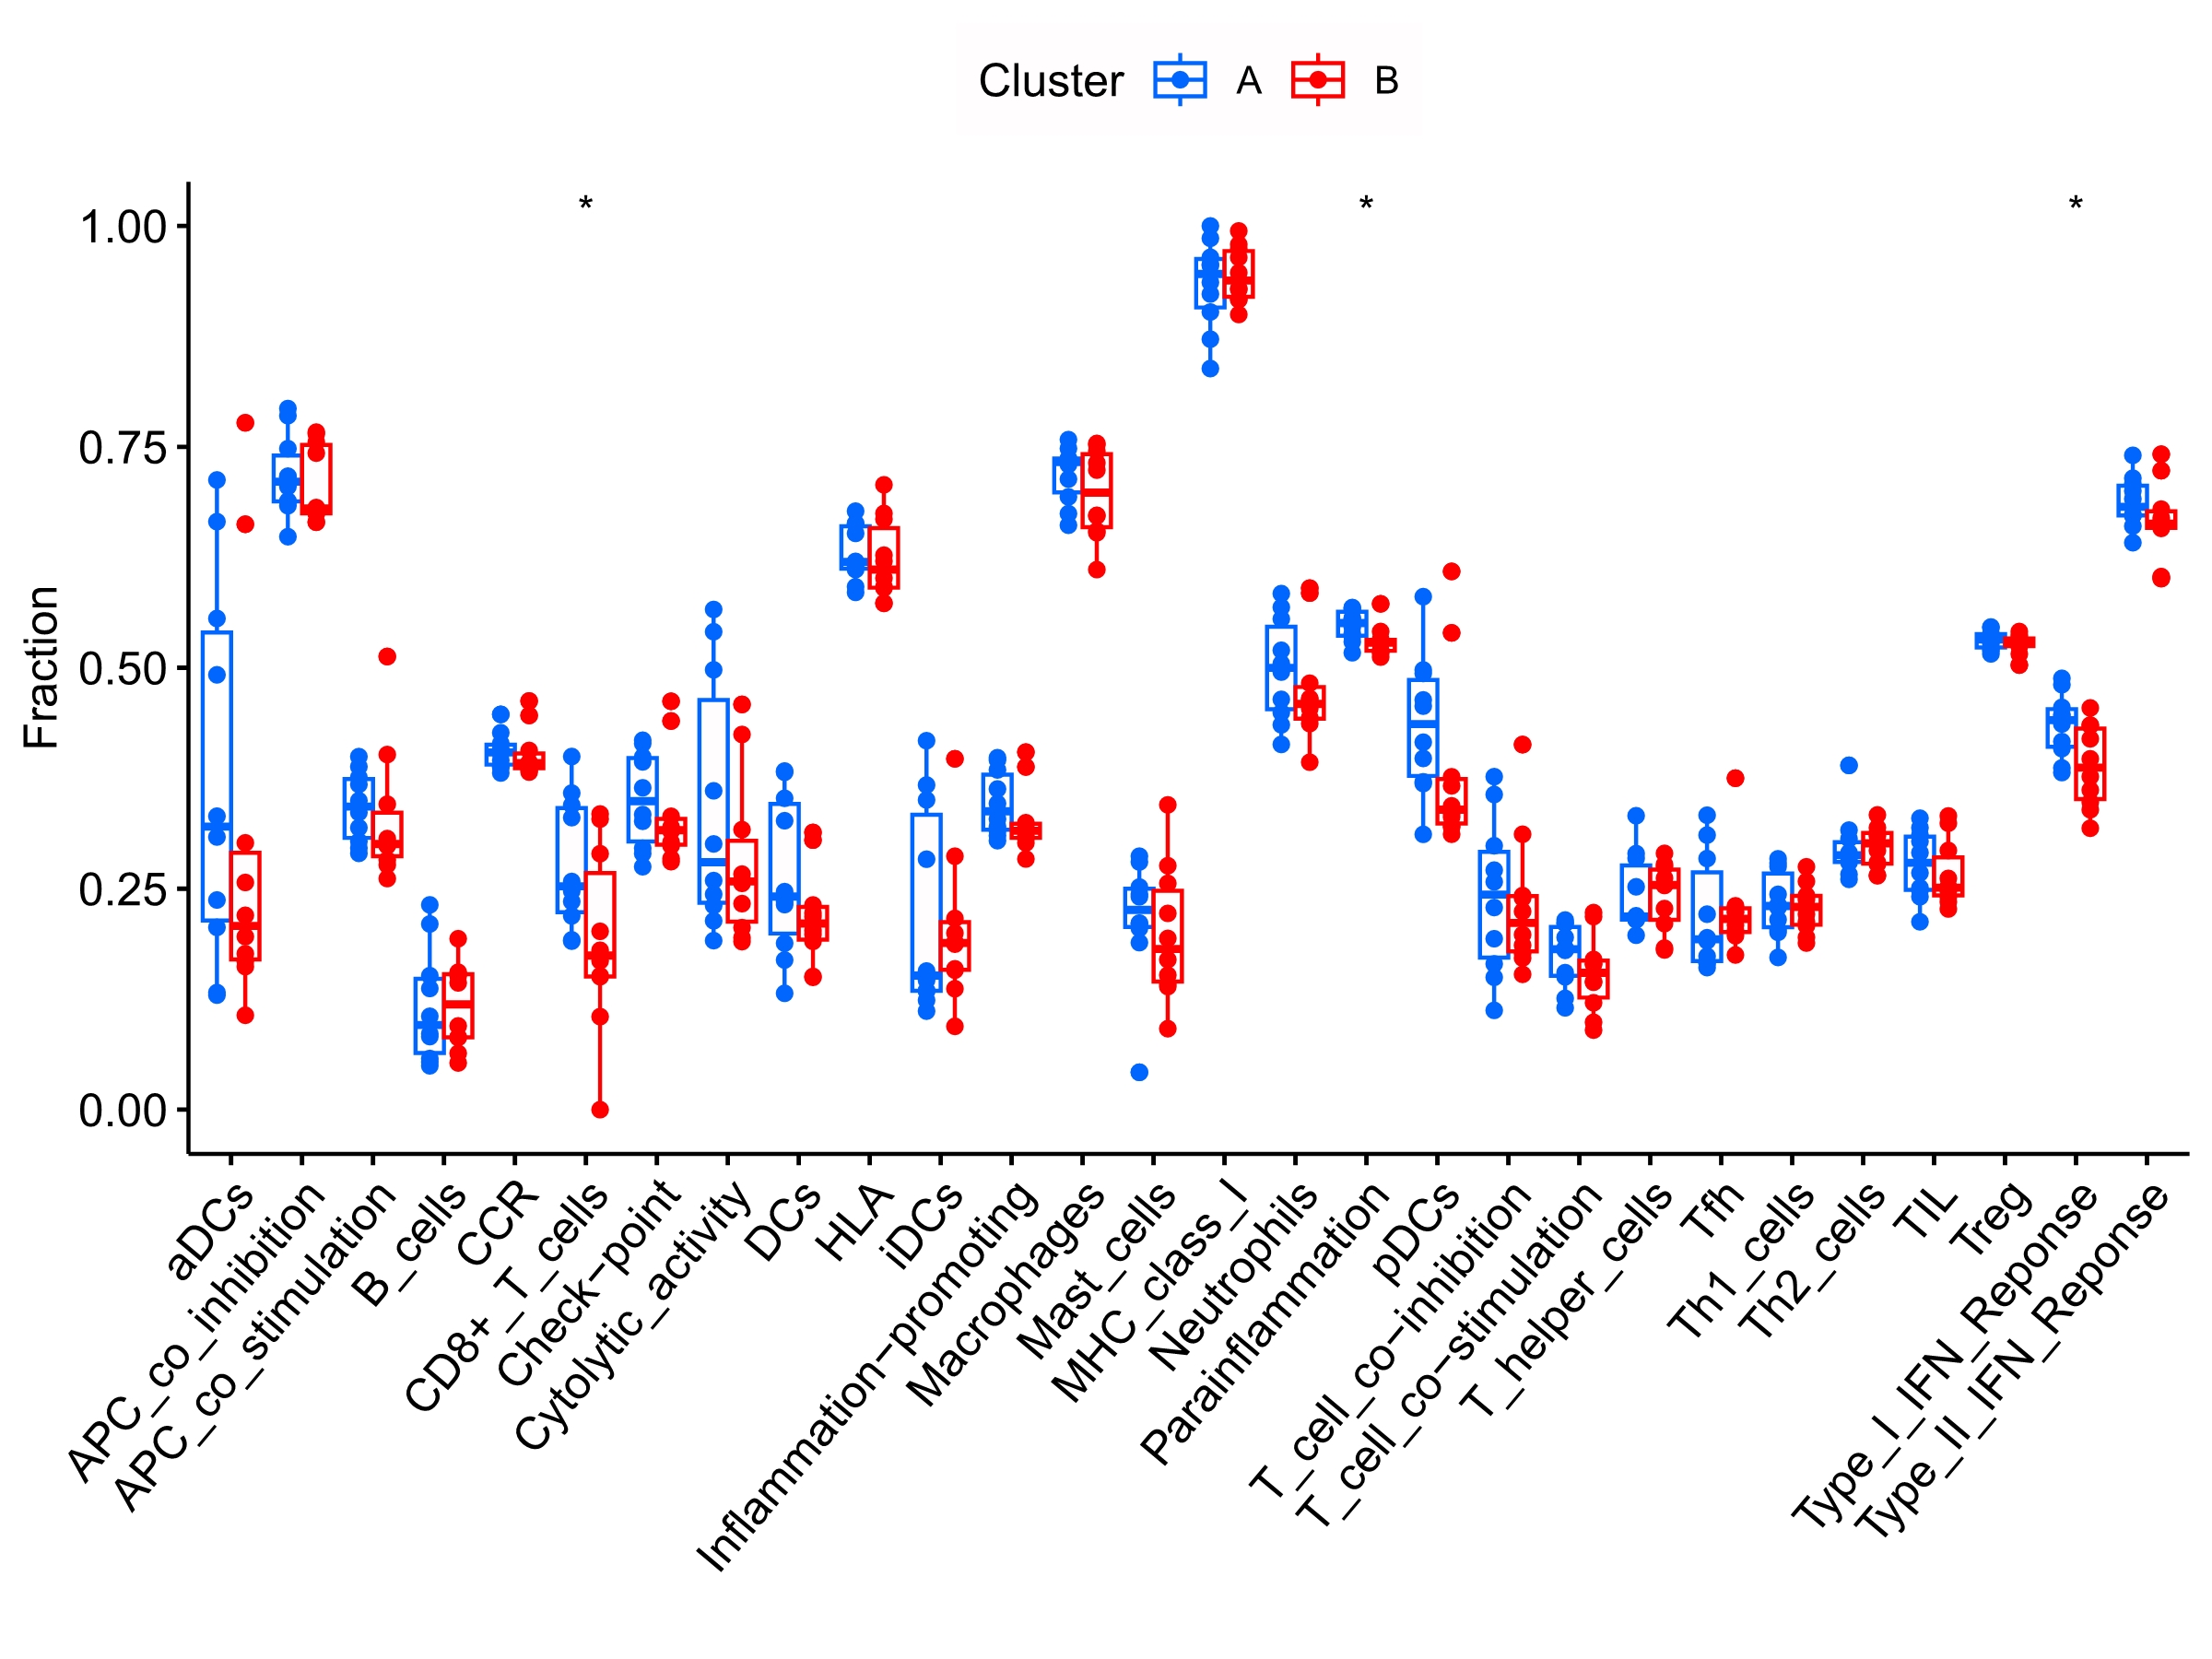 Cluster A B
* * *
1.00
0.75
0.50
0.25
0.00
Fraction
aDCs
APC_co_inhibition
APC_co_stimulation
B_cells
CCR
CD8+_T_cells
Check-point
Cytolytic_activity
DCs
HLA
iDCs
Inflammation-promoting
Macrophages
Mast_cells
MHC_class_I
Neutrophils
Parainflammation
pDCs
T_cell_co-inhibition
T_cell_co-stimulation
T_helper_cells
Tfh
Th1_cells
Th2_cells
TIL
Treg
Type_I_IFN_Reponse
Type_II_IFN_Reponse